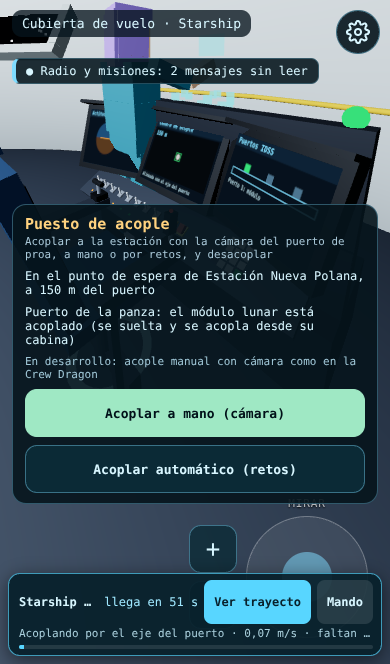 Cubierta de vuelo · Starship
● Radio y misiones: 2 mensajes sin leer
Puertos IDSS
Puesto de acople
Acoplar a la estación con la cámara del puerto de
proa, a mano o por retos, y desacoplar
En el punto de espera de Estación Nueva Polana,
a 150 m del puerto
Puerto de la panza: el módulo lunar está
acoplado (se suelta y se acopla desde su
cabina)
En desarrollo: acople manual con cámara como en la
Crew Dragon
Acoplar a mano (cámara)
Acoplar automático (retos)
MIRAR
+
Starship … llega en 51 s
Ver trayecto
Mando
Acoplando por el eje del puerto · 0,07 m/s · faltan …